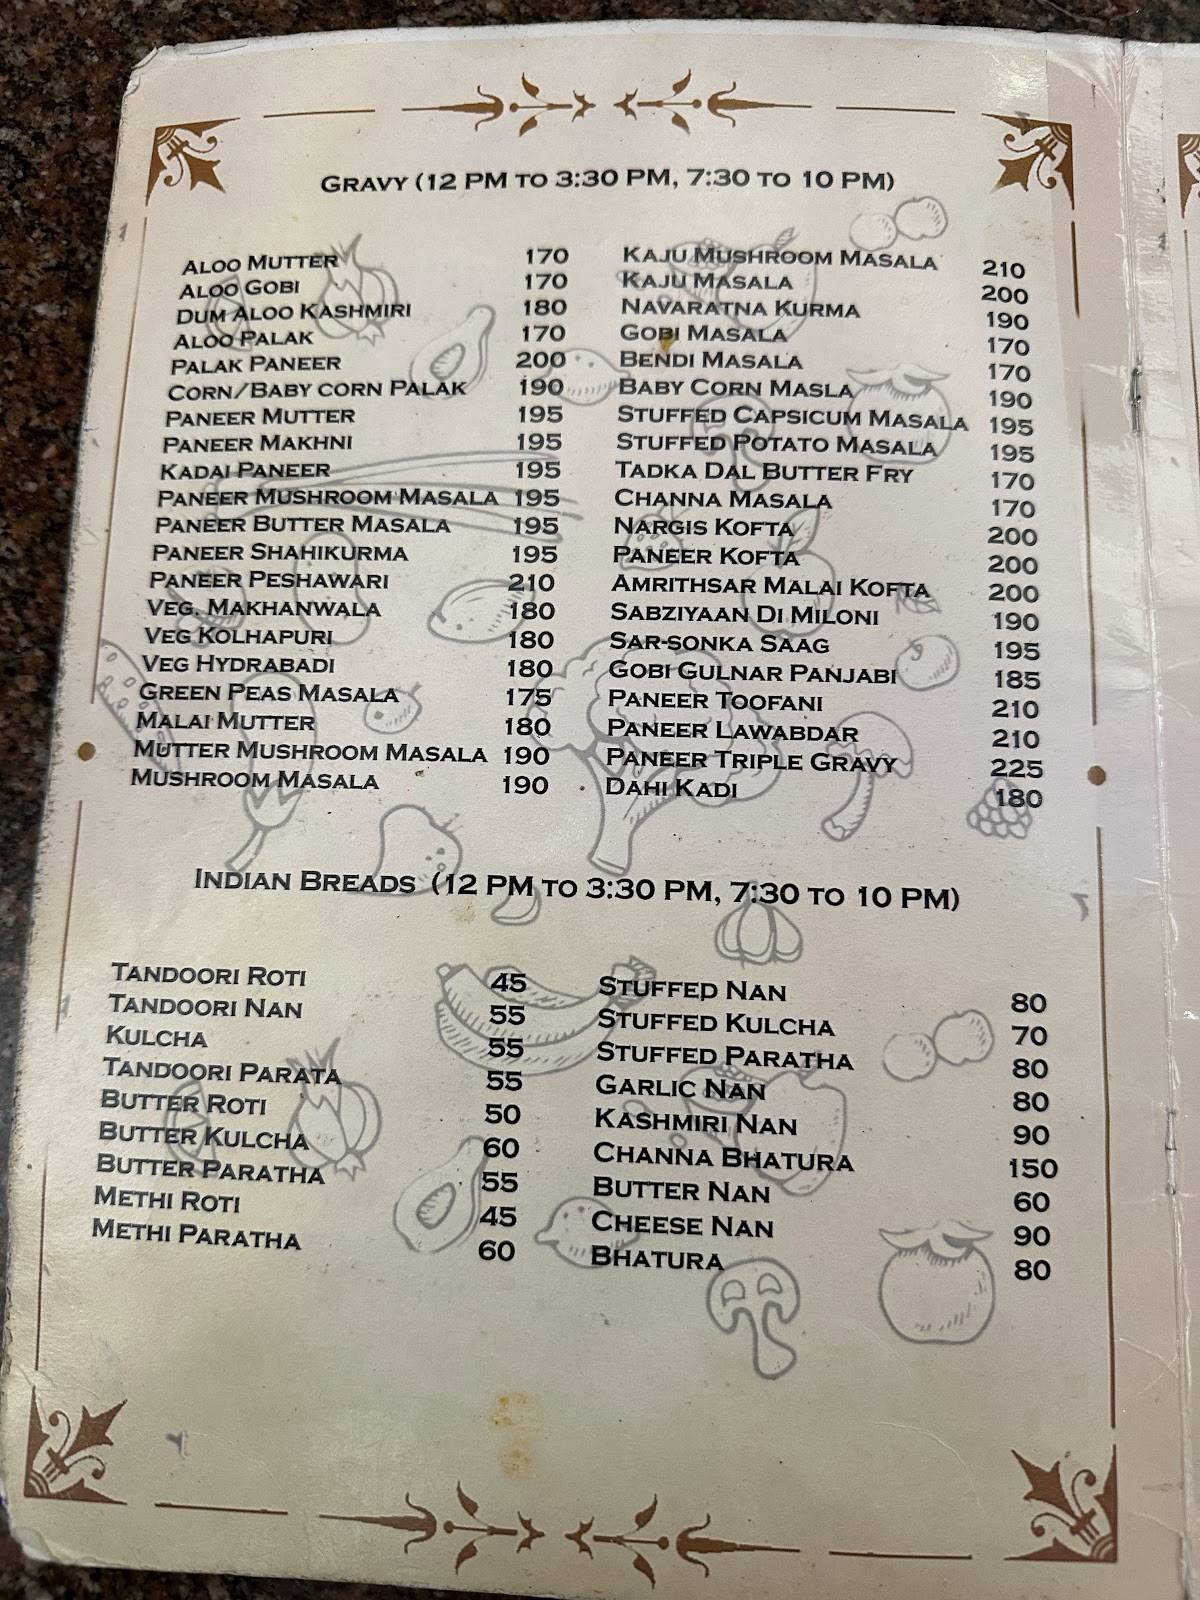 GRAVY (12 PM TO 3:30 PM, 7:30 TO 10 PM)
ALOO MUTTER 170
ALOO GOBI 170
DUM ALOO KASHMIRI 180
ALOO PALAK 170
PALAK PANEER 200
CORN/BABY CORN PALAK 190
PANEER MUTTER 195
PANEER MAKHNI 195
KADAI PANEER 195
PANEER MUSHROOM MASALA 195
PANEER BUTTER MASALA 195
PANEER SHAHIKURMA 195
PANEER PESHAWARI 210
VEG. MAKHANWALA 180
VEG KOLHAPURI 180
VEG HYDRABADI 180
GREEN PEAS MASALA 175
MALAI MUTTER 180
MUTTER MUSHROOM MASALA 190
MUSHROOM MASALA 190
KAJU MUSHROOM MASALA 210
KAJU MASALA 200
NAVARATNA KURMA 190
GOBI MASALA 170
BENDI MASALA 170
BABY CORN MASLA 190
STUFFED CAPSICUM MASALA 195
STUFFED POTATO MASALA 195
TADKA DAL BUTTER FRY 170
CHANNA MASALA 170
NARGIS KOFTA 200
PANEER KOFTA 200
AMRITHSAR MALAI KOFTA 200
SABZIYAAN DI MILONI 190
SAR-SONKA SAAG 195
GOBI GULNAR PANJABI 185
PANEER TOOFANI 210
PANEER LAWABDAR 210
PANEER TRIPLE GRAVY 225
DAHI KADI 180
INDIAN BREADS (12 PM TO 3:30 PM, 7:30 TO 10 PM)
TANDOORI ROTI 45
TANDOORI NAN 55
KULCHA 55
TANDOORI PARATA 55
BUTTER ROTI 50
BUTTER KULCHA 60
BUTTER PARATHA 55
METHI ROTI 45
METHI PARATHA 60
STUFFED NAN 80
STUFFED KULCHA 70
STUFFED PARATHA 80
GARLIC NAN 80
KASHMIRI NAN 90
CHANNA BHATURA 150
BUTTER NAN 60
CHEESE NAN 90
BHATURA 80